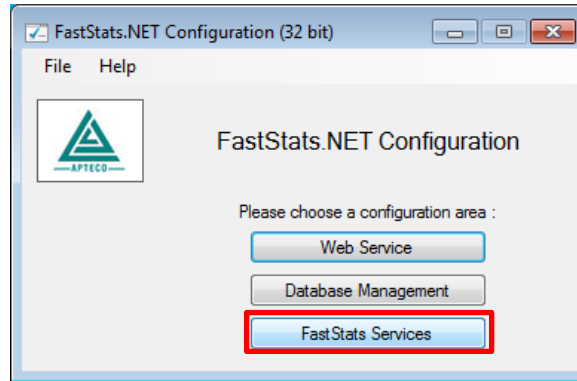 FastStats.NET Configuration (32 bit)
File Help
APTECO
FastStats.NET Configuration
Please choose a configuration area :
Web Service
Database Management
FastStats Services